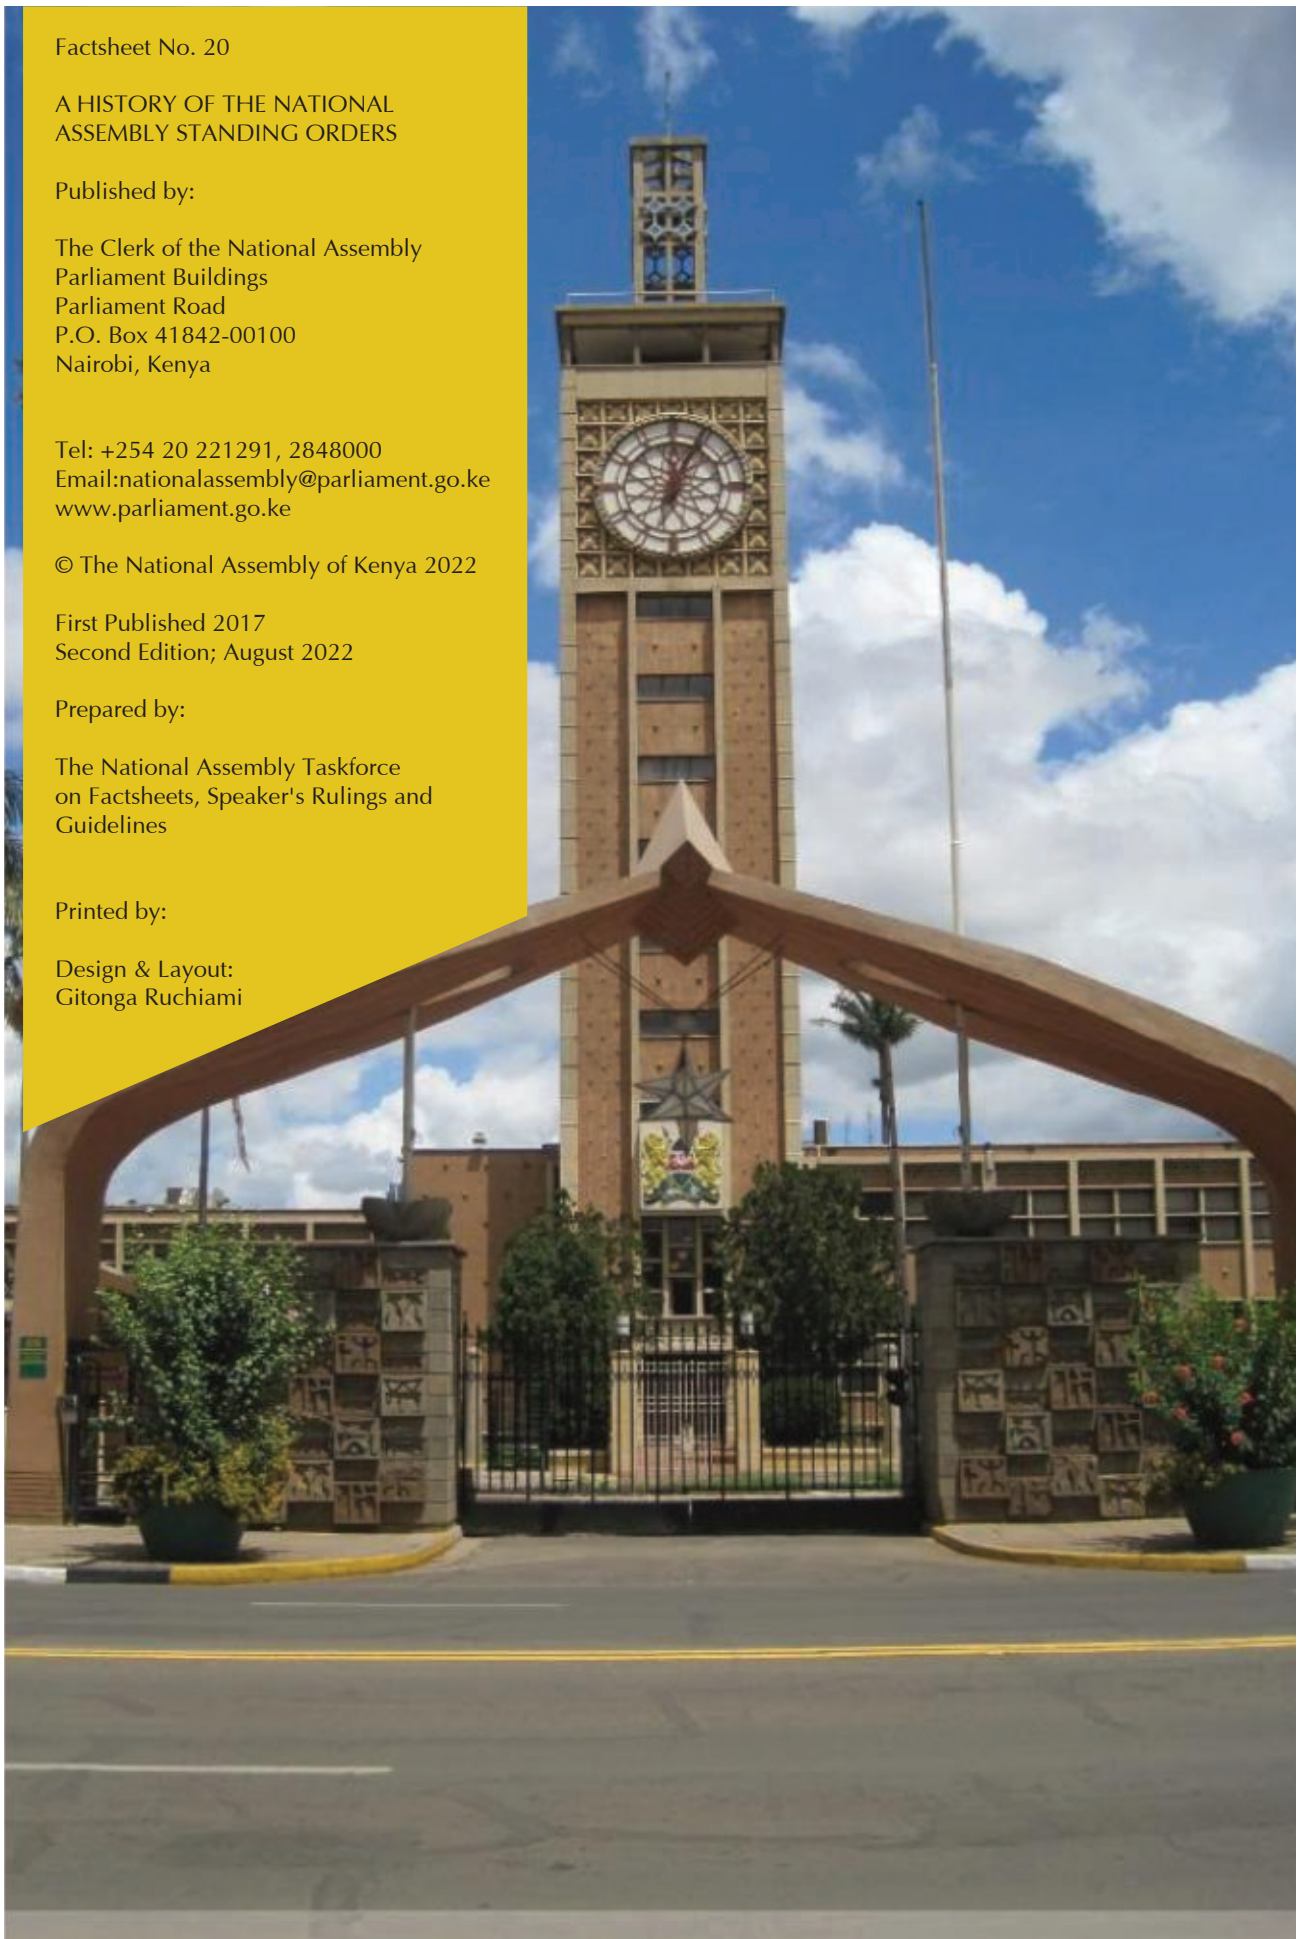 Factsheet No. 20
A HISTORY OF THE NATIONAL
ASSEMBLY STANDING ORDERS
Published by:
The Clerk of the National Assembly
Parliament Buildings
Parliament Road
P.O. Box 41842-00100
Nairobi, Kenya
Tel: +254 20 221291, 2848000
Email:nationalassembly@parliament.go.ke
www.parliament.go.ke
© The National Assembly of Kenya 2022
First Published 2017
Second Edition; August 2022
Prepared by:
The National Assembly Taskforce
on Factsheets, Speaker's Rulings and
Guidelines
Printed by:
Design & Layout:
Gitonga Ruchiami